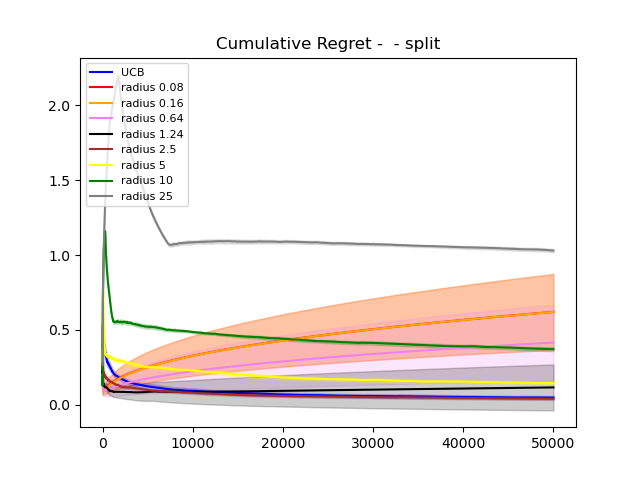 Cumulative Regret -  - split
UCB
radius 0.08
radius 0.16
radius 0.64
radius 1.24
radius 2.5
radius 5
radius 10
radius 25
2.0
1.5
1.0
0.5
0.0
0 10000 20000 30000 40000 50000